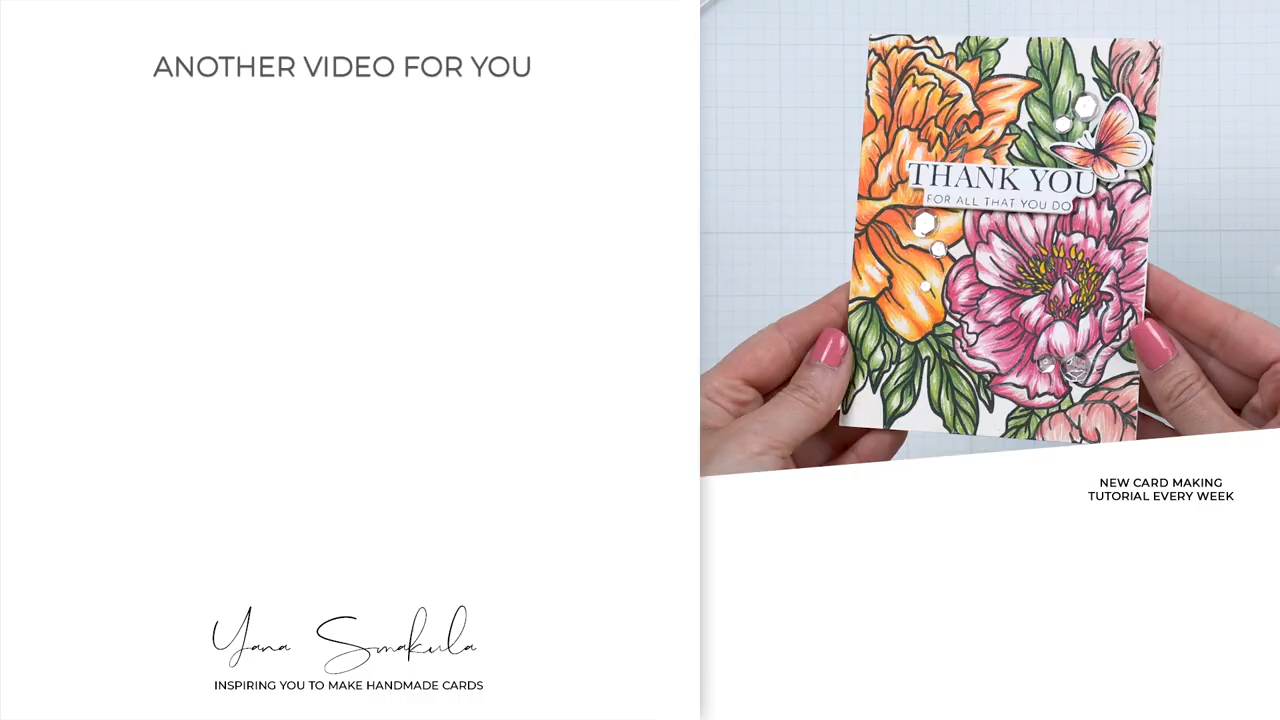 ANOTHER VIDEO FOR YOU
THANK YOU
FOR ALL THAT YOU DO
NEW CARD MAKING
TUTORIAL EVERY WEEK
Yana Smakula
INSPIRING YOU TO MAKE HANDMADE CARDS